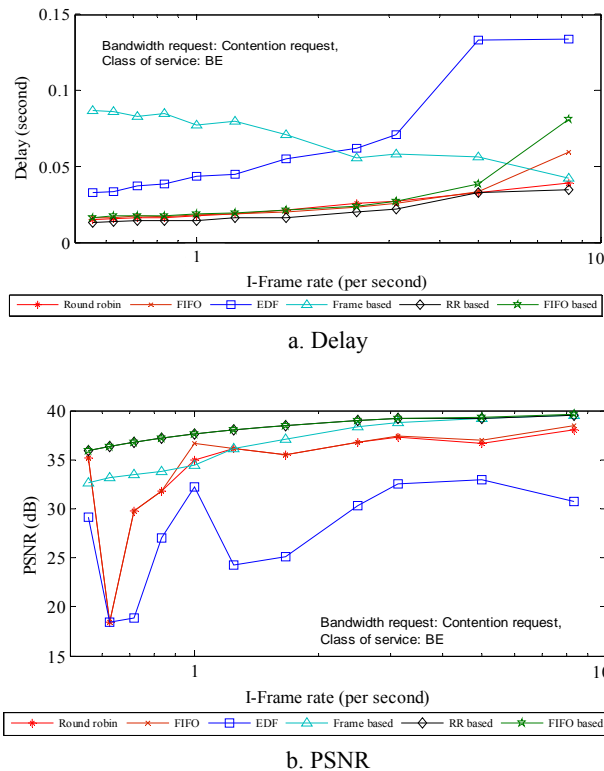 0.15
Bandwidth request: Contention request,
Class of service: BE
0.1
Delay (second)
0.05
0
1
10
I-Frame rate (per second)
Round robin FIFO EDF Frame based RR based FIFO based
a. Delay
40
35
30
PSNR (dB)
25
20
Bandwidth request: Contention request,
Class of service: BE
15
1
10
I-Frame rate (per second)
Round robin FIFO EDF Frame based RR based FIFO based
b. PSNR